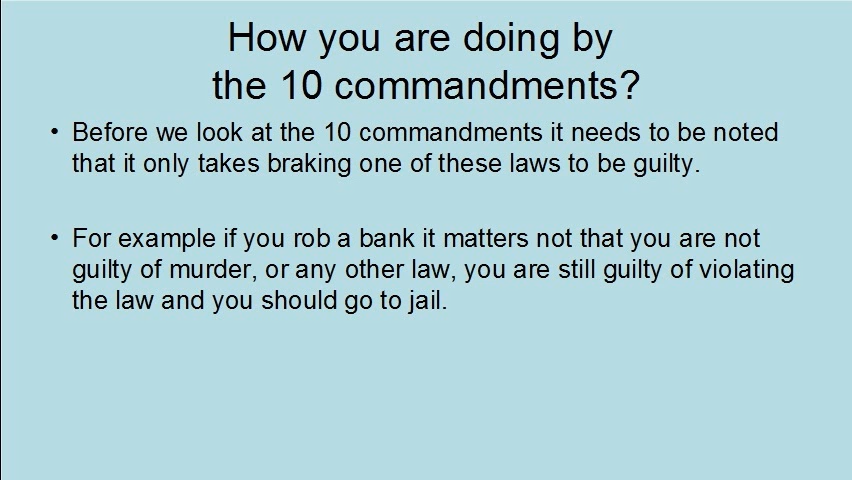 How you are doing by
the 10 commandments?
• Before we look at the 10 commandments it needs to be noted
that it only takes braking one of these laws to be guilty.
• For example if you rob a bank it matters not that you are not
guilty of murder, or any other law, you are still guilty of violating
the law and you should go to jail.